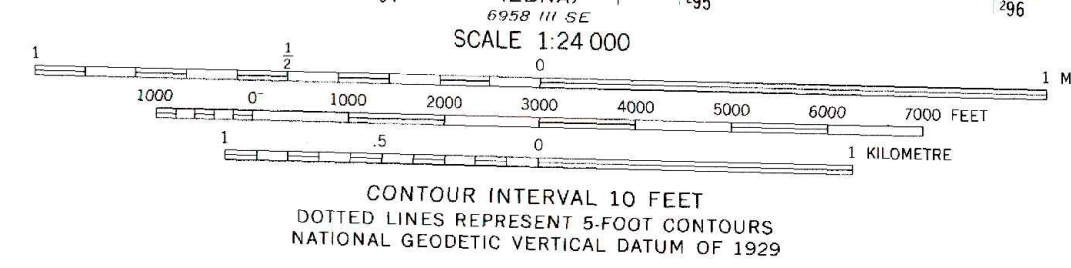 295 296
6958 III SE
SCALE 1:24 000
1 1/2 0 1 M
1000 0 1000 2000 3000 4000 5000 6000 7000 FEET
1 .5 0 1 KILOMETRE
CONTOUR INTERVAL 10 FEET
DOTTED LINES REPRESENT 5-FOOT CONTOURS
NATIONAL GEODETIC VERTICAL DATUM OF 1929